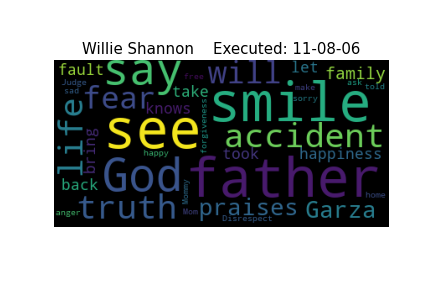 Willie Shannon    Executed: 11-08-06
fault say free will let family
Judge sad fear knows take make sorry ask told
life see forgiveness smile
bring happy accident
took happiness
back God father home
anger truth Mommy Mom praises Disrespect Garza